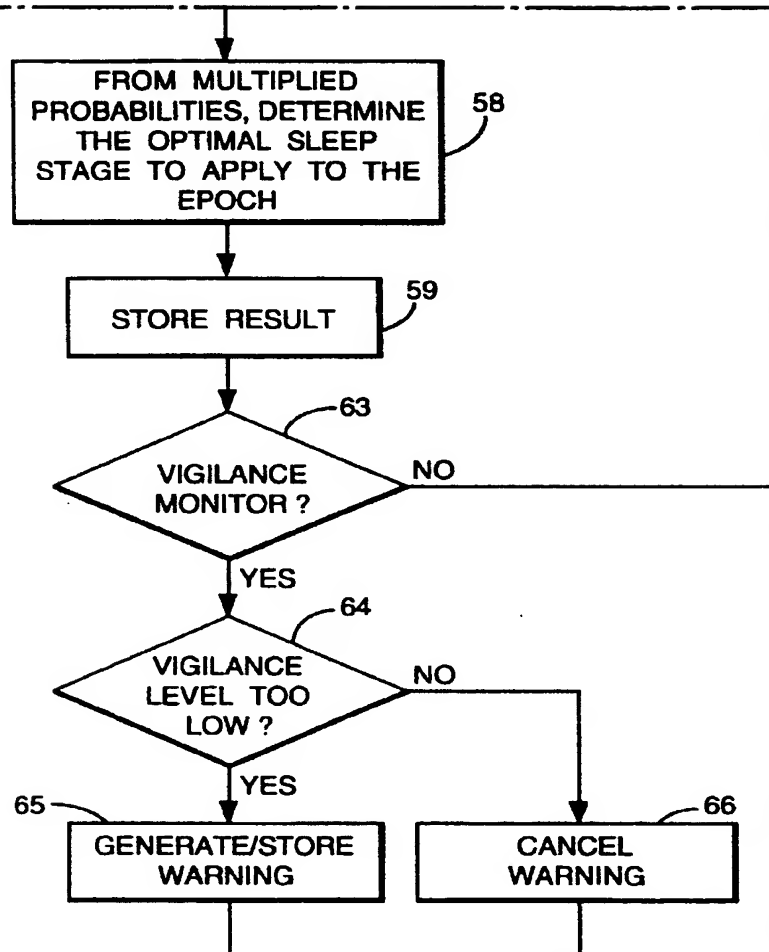 FROM MULTIPLIED
PROBABILITIES, DETERMINE
THE OPTIMAL SLEEP
STAGE TO APPLY TO THE
EPOCH
58
STORE RESULT
59
63
VIGILANCE
MONITOR ?
NO
YES
64
VIGILANCE
LEVEL TOO
LOW ?
NO
YES
65
GENERATE/STORE
WARNING
66
CANCEL
WARNING